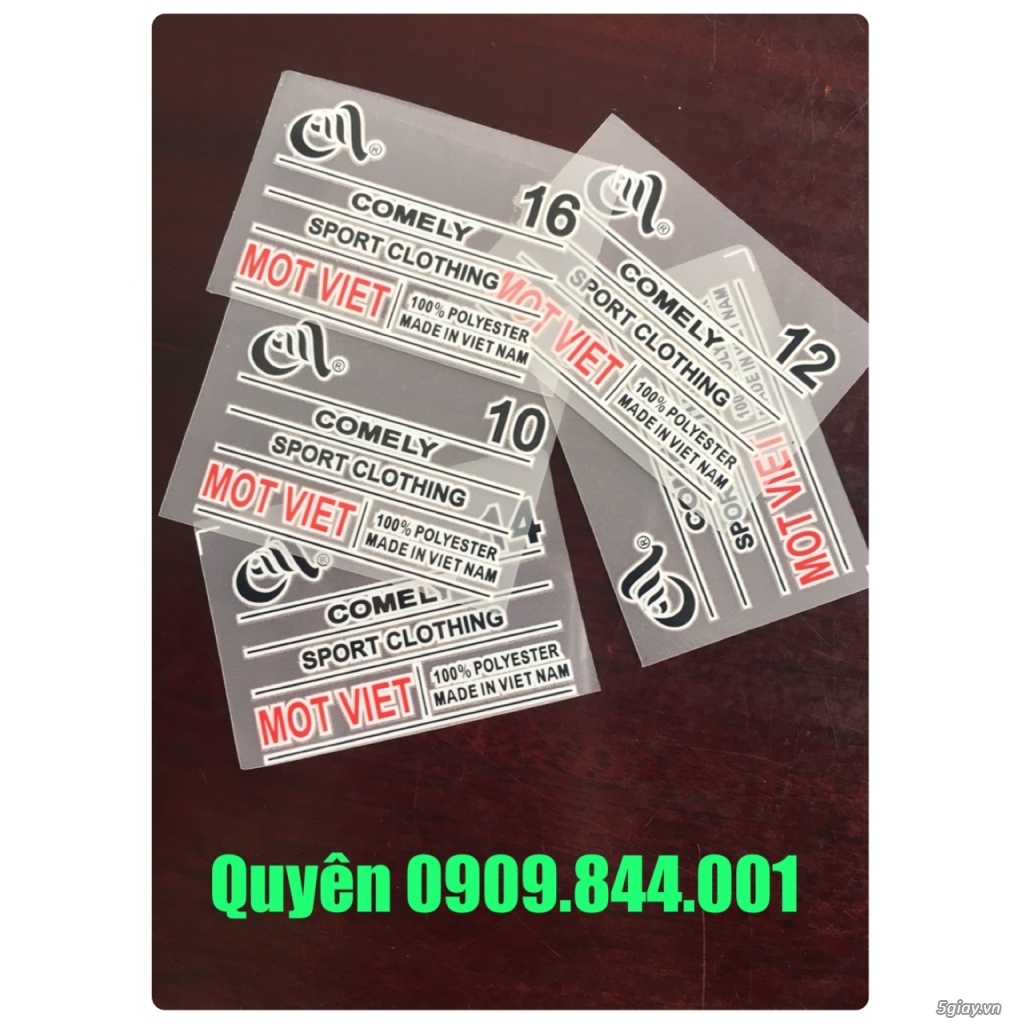 16
COMELY
SPORT CLOTHING
MOT VIET
100% POLYESTER
MADE IN VIET NAM
12
COMELY
SPORT CLOTHING
MOT VIET
100% POLYESTER
MADE IN VIET NAM
10
COMELY
SPORT CLOTHING
MOT VIET
100% POLYESTER
MADE IN VIET NAM
COMELY
SPORT CLOTHING
MOT VIET
100% POLYESTER
MADE IN VIET NAM
MOT VIET
Quyên 0909.844.001
5giay.vn